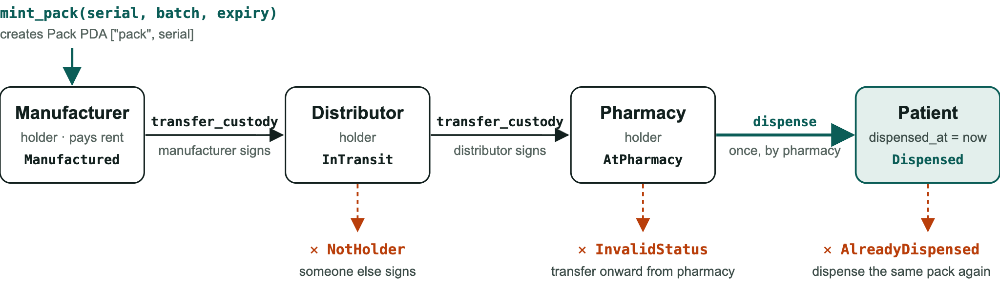 mint_pack(serial, batch, expiry)
creates Pack PDA ["pack", serial]
Manufacturer
holder · pays rent
Manufactured
transfer_custody
manufacturer signs
Distributor
holder
InTransit
transfer_custody
distributor signs
Pharmacy
holder
AtPharmacy
dispense
once, by pharmacy
Patient
dispensed_at = now
Dispensed
× NotHolder
someone else signs
× InvalidStatus
transfer onward from pharmacy
× AlreadyDispensed
dispense the same pack again